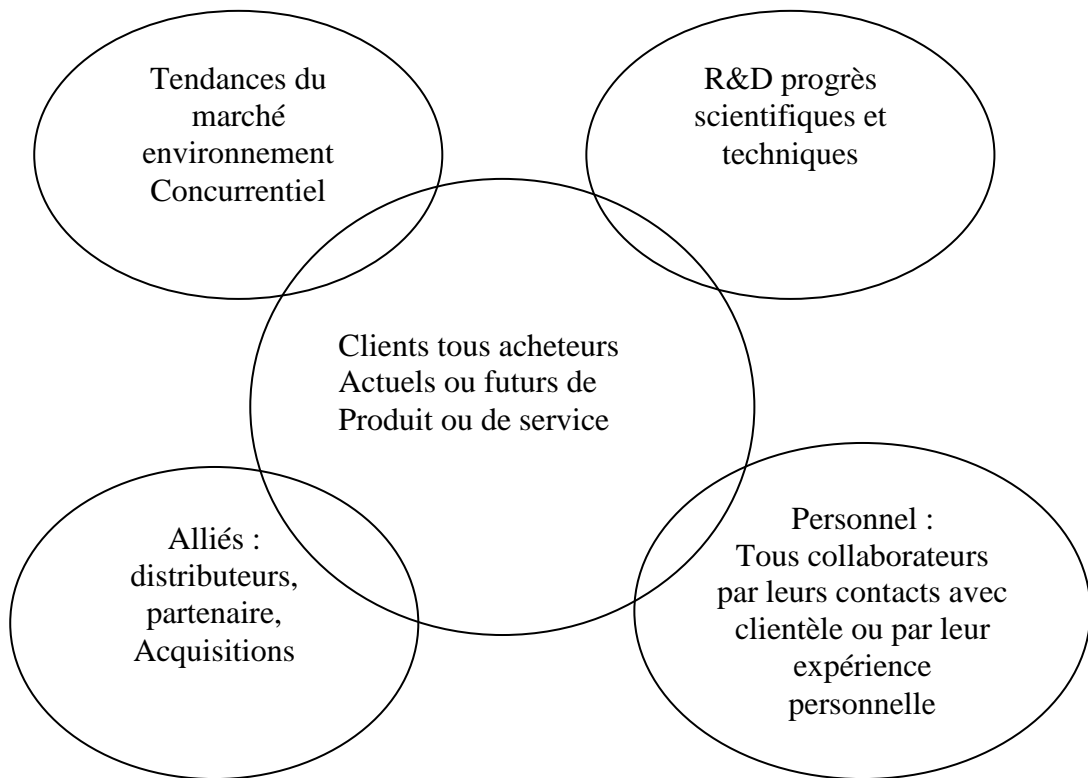 Tendances du
marché
environnement
Concurrentiel
R&D progrès
scientifiques et
techniques
Clients tous acheteurs
Actuels ou futurs de
Produit ou de service
Alliés :
distributeurs,
partenaire,
Acquisitions
Personnel :
Tous collaborateurs
par leurs contacts avec
clientèle ou par leur
expérience
personnelle